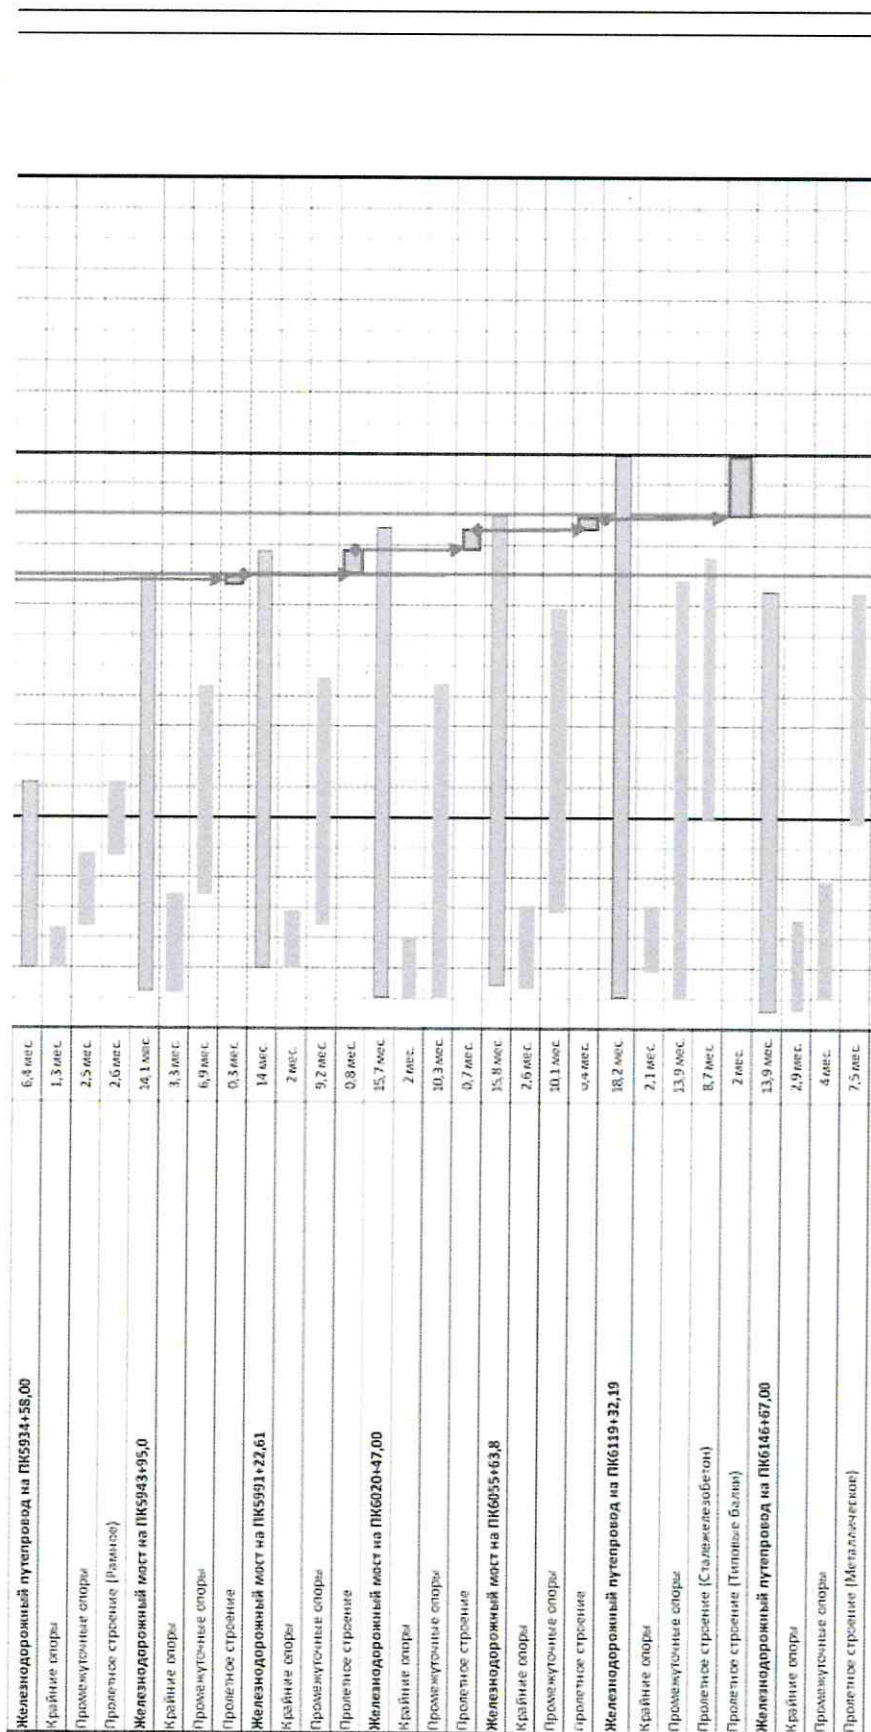 Железнодорожный путепровод на ПК5934+58,00 6,4 мес.
Крайние опоры 1,3 мес.
Промежуточные опоры 2,5 мес.
Пролетное строение (Рамное) 2,6 мес.
Железнодорожный мост на ПК5943+95,0 14,1 мес.
Крайние опоры 3,3 мес.
Промежуточные опоры 6,9 мес.
Пролетное строение 0,3 мес.
Железнодорожный мост на ПК5991+22,61 14 мес.
Крайние опоры 2 мес.
Промежуточные опоры 9,2 мес.
Пролетное строение 0,8 мес.
Железнодорожный мост на ПК6020+47,00 15,7 мес.
Крайние опоры 2 мес.
Промежуточные опоры 10,3 мес.
Пролетное строение 0,7 мес.
Железнодорожный мост на ПК6055+63,8 15,8 мес.
Крайние опоры 2,6 мес.
Промежуточные опоры 10,1 мес.
Пролетное строение 0,4 мес.
Железнодорожный путепровод на ПК6119+32,19 18,2 мес.
Крайние опоры 2,1 мес.
Промежуточные опоры 13,9 мес.
Пролетное строение (Сталежелезобетон) 8,7 мес.
Пролетное строение (Типовые балки) 2 мес.
Железнодорожный путепровод на ПК6146+67,00 13,9 мес.
Крайние опоры 2,9 мес.
Промежуточные опоры 4 мес.
Пролетное строение (Металлическое) 7,5 мес.